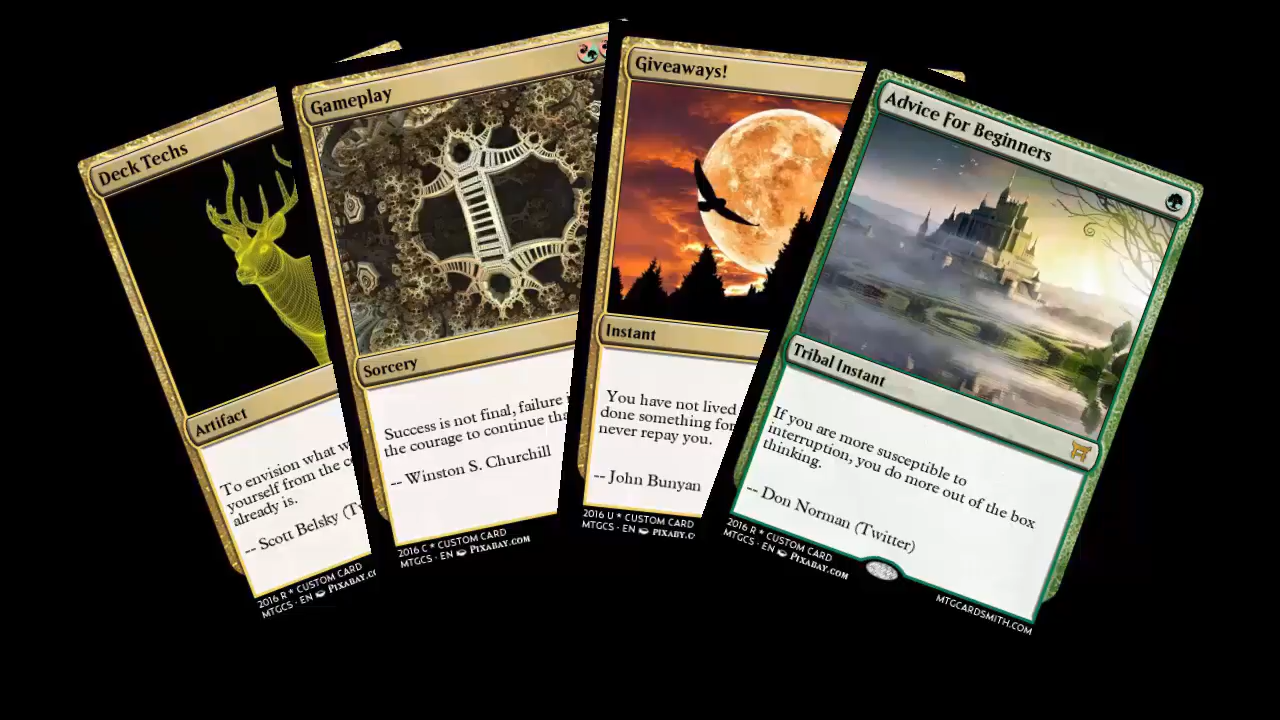 Deck Techs
Artifact
To envision what
yourself from the
already is.
-- Scott Belsky
2016 R * CUSTOM CARD
MTGCS · EN PIXABAY.
Gameplay
Sorcery
Success is not final, failure
the courage to continue
-- Winston S. Churchill
2016 C * CUSTOM CARD
MTGCS · EN PIXABAY.COM
Giveaways!
Instant
You have not lived
done something for
never repay you.
-- John Bunyan
2016 U * CUSTOM CARD
MTGCS · EN PIXABY.C
Advice For Beginners
Tribal Instant
If you are more susceptible to
interruption, you do more out of the box
thinking.
-- Don Norman (Twitter)
2016 R * CUSTOM CARD
MTGCS · EN PIXABAY.COM
MTGCARDSMITH.COM